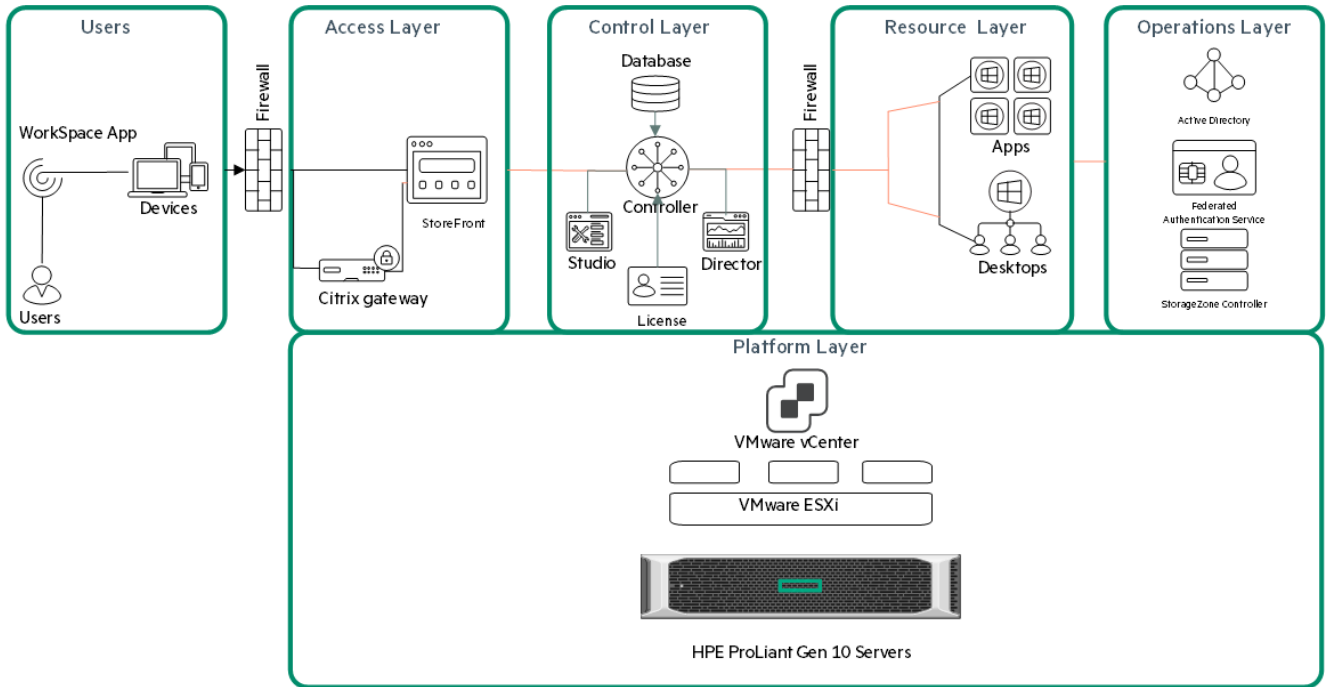 Users
WorkSpace App
Devices
Users
Firewall
Access Layer
StoreFront
Citrix gateway
Control Layer
Database
Controller
Studio
Director
License
Firewall
Resource Layer
Apps
Desktops
Operations Layer
Active Directory
Federated
Authentication Service
StorageZone Controller
Platform Layer
VMware vCenter
VMware ESXi
HPE ProLiant Gen 10 Servers